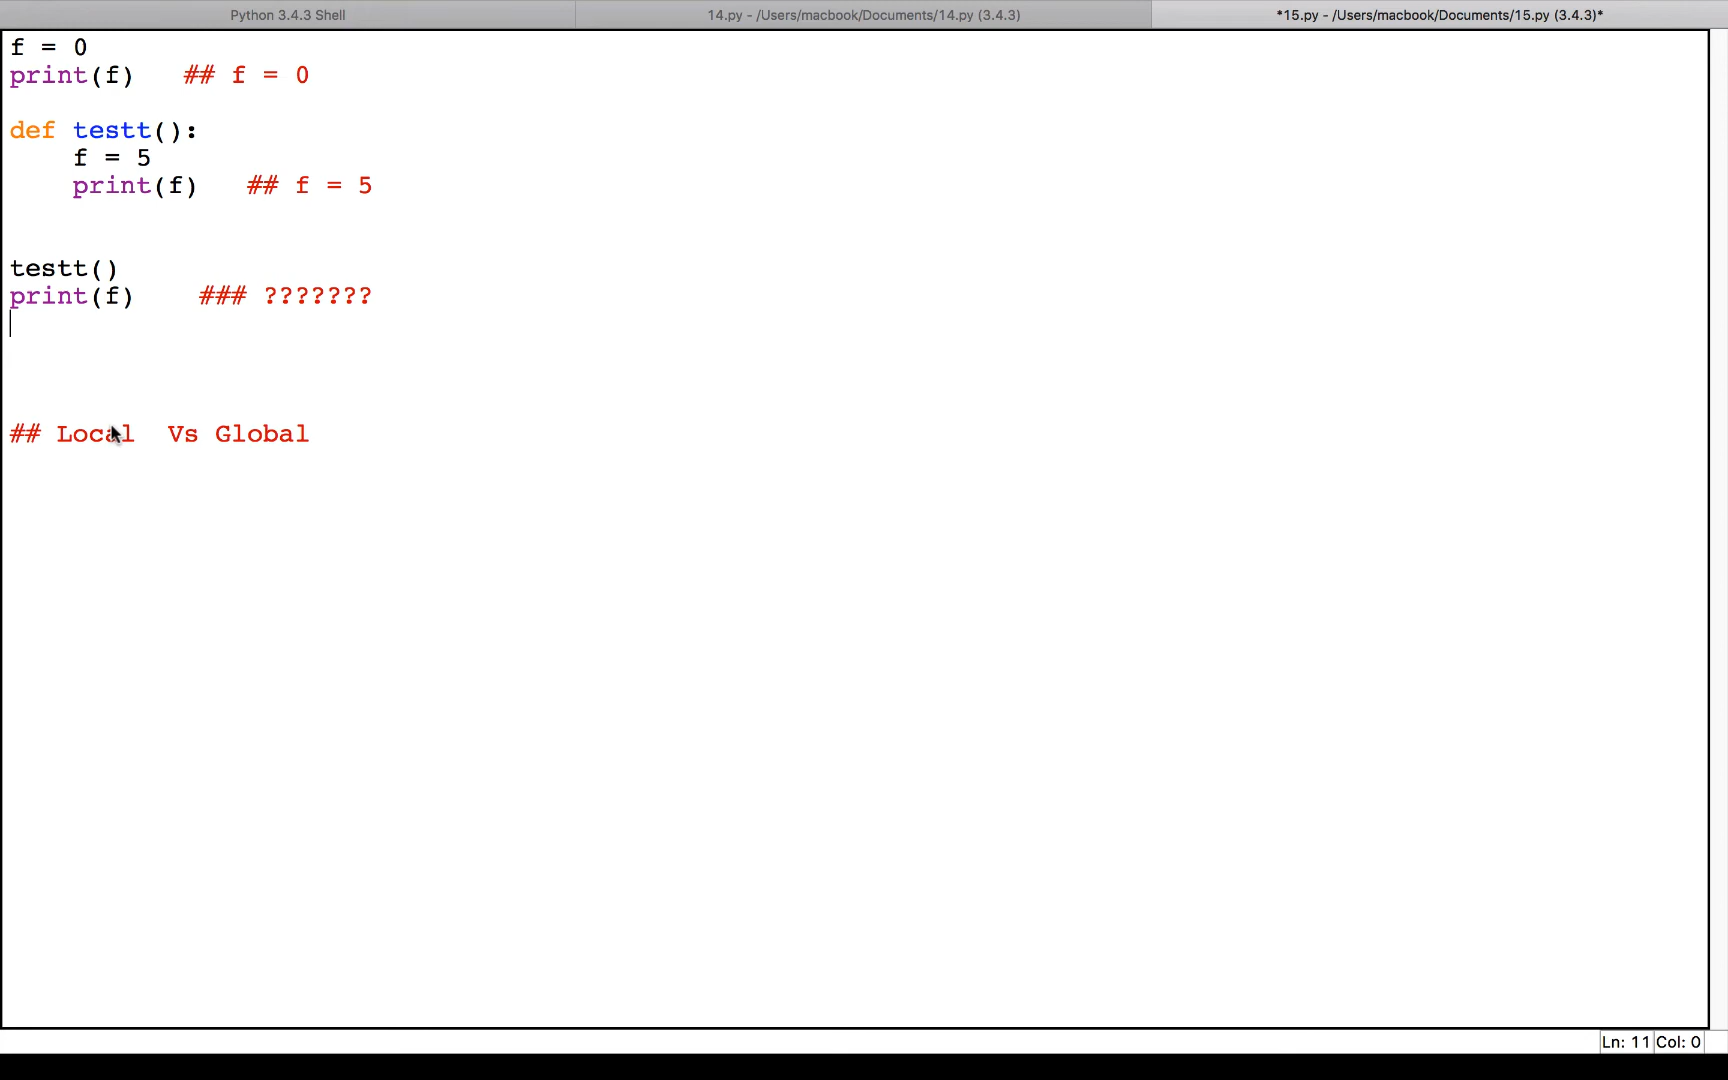 Python 3.4.3 Shell
14.py - /Users/macbook/Documents/14.py (3.4.3)
*15.py - /Users/macbook/Documents/15.py (3.4.3)*
f = 0
print(f)   ## f = 0
def testt():
    f = 5
    print(f)   ## f = 5
testt()
print(f)    ### ???????
## Local  Vs Global
Ln: 11 Col: 0